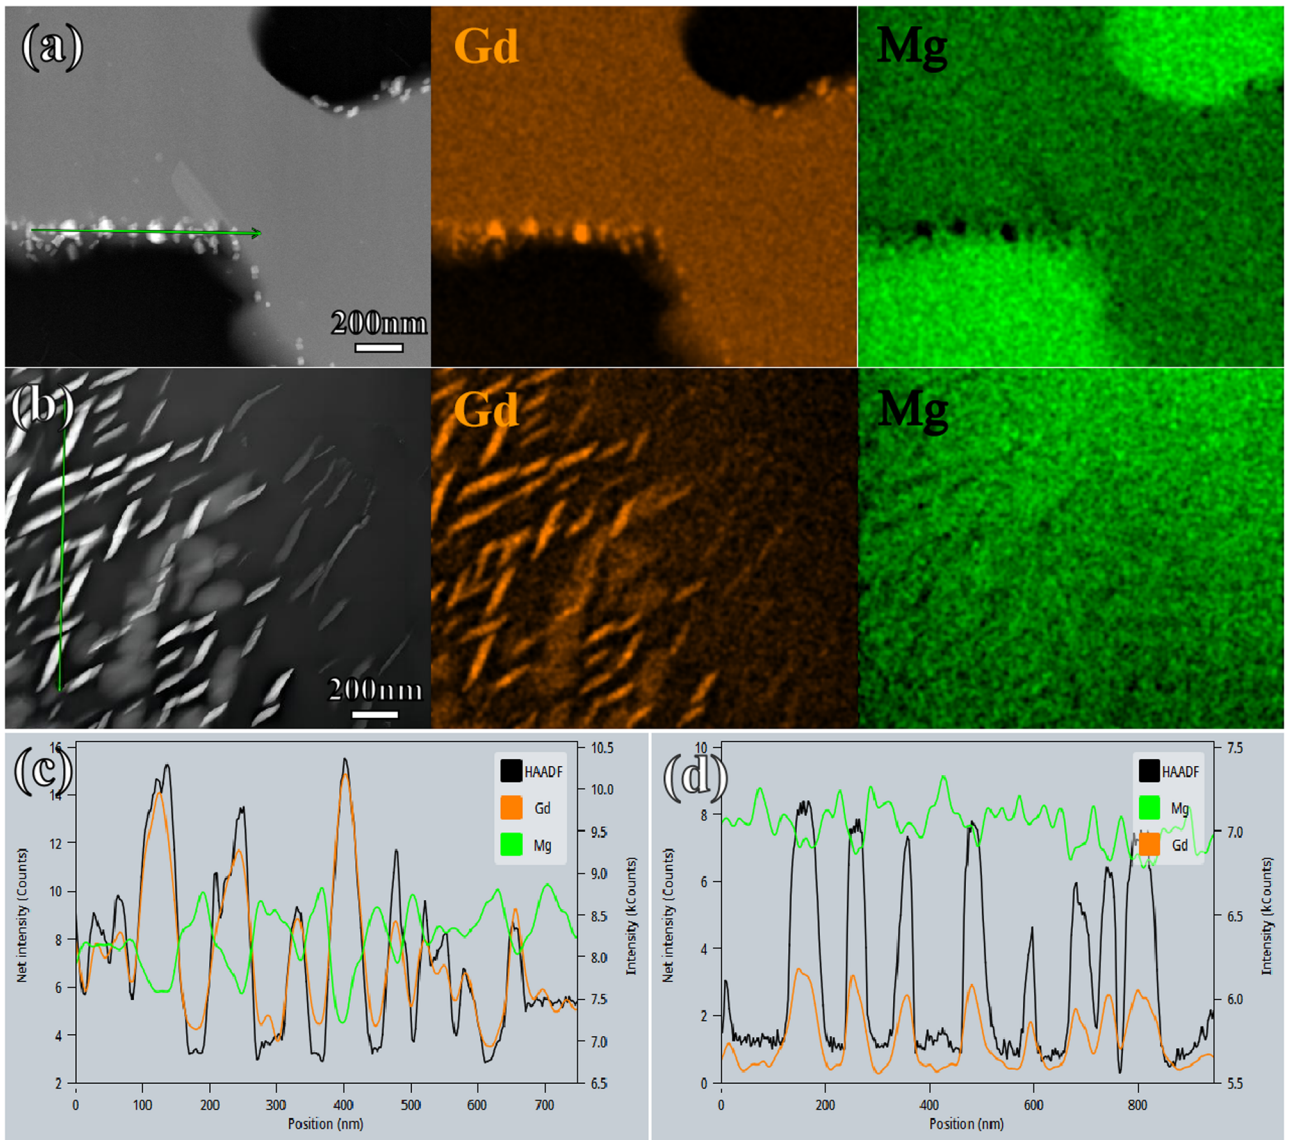 (a)
Gd
Mg
200nm
(b)
Gd
Mg
200nm
(c)
16
14
12
10
8
6
4
2
Net intensity (Counts)
10.5
10.0
9.5
9.0
8.5
8.0
7.5
7.0
6.5
Intensity (kCounts)
HAADF
Gd
Mg
0 100 200 300 400 500 600 700
Position (nm)
(d)
10
8
6
4
2
0
Net intensity (Counts)
7.5
7.0
6.5
6.0
5.5
Intensity (kCounts)
HAADF
Mg
Gd
0 200 400 600 800
Position (nm)